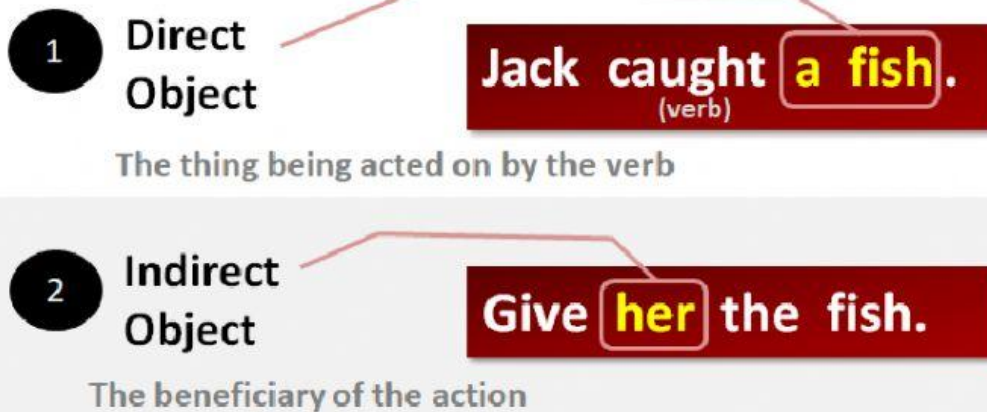 1
Direct
Object
Jack caught a fish.
(verb)
The thing being acted on by the verb
2
Indirect
Object
Give her the fish.
The beneficiary of the action